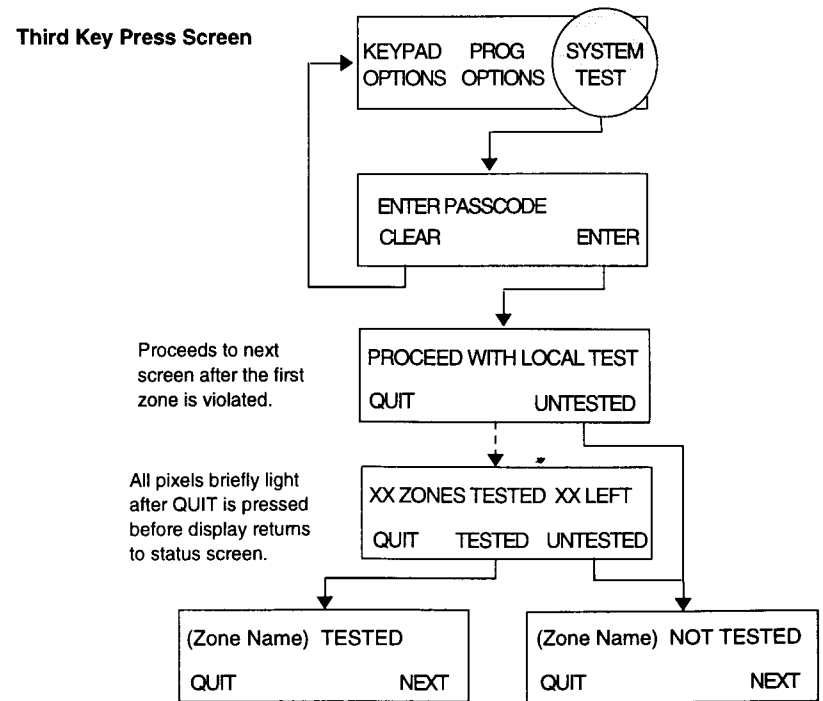 Third Key Press Screen
KEYPAD PROG SYSTEM
OPTIONS OPTIONS TEST
ENTER PASSCODE
CLEAR ENTER
Proceeds to next
screen after the first
zone is violated.
PROCEED WITH LOCAL TEST
QUIT UNTESTED
All pixels briefly light
after QUIT is pressed
before display returns
to status screen.
XX ZONES TESTED XX LEFT
QUIT TESTED UNTESTED
(Zone Name) TESTED
QUIT NEXT
(Zone Name) NOT TESTED
QUIT NEXT